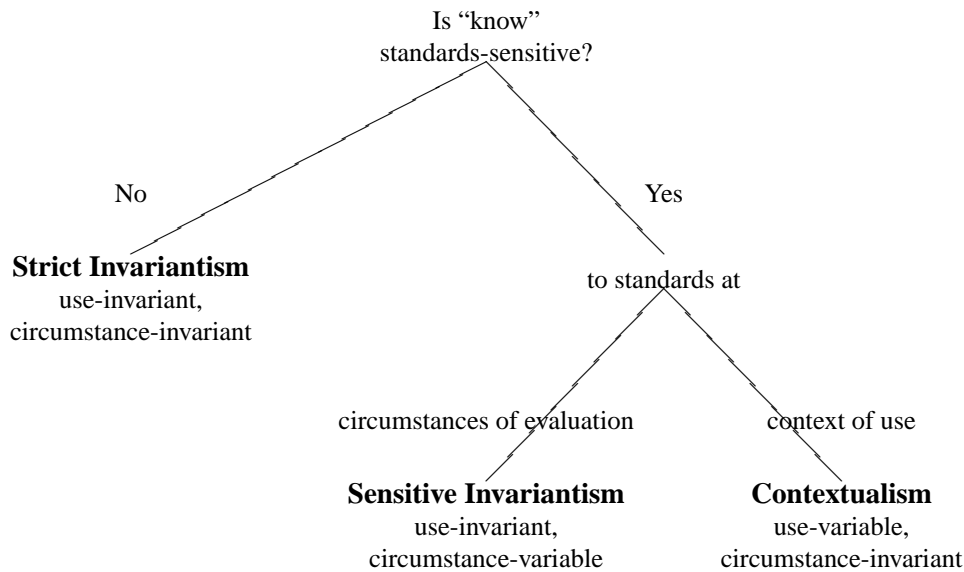 Is “know”
standards-sensitive?
No
Yes
Strict Invariantism
use-invariant,
circumstance-invariant
to standards at
circumstances of evaluation
context of use
Sensitive Invariantism
use-invariant,
circumstance-variable
Contextualism
use-variable,
circumstance-invariant